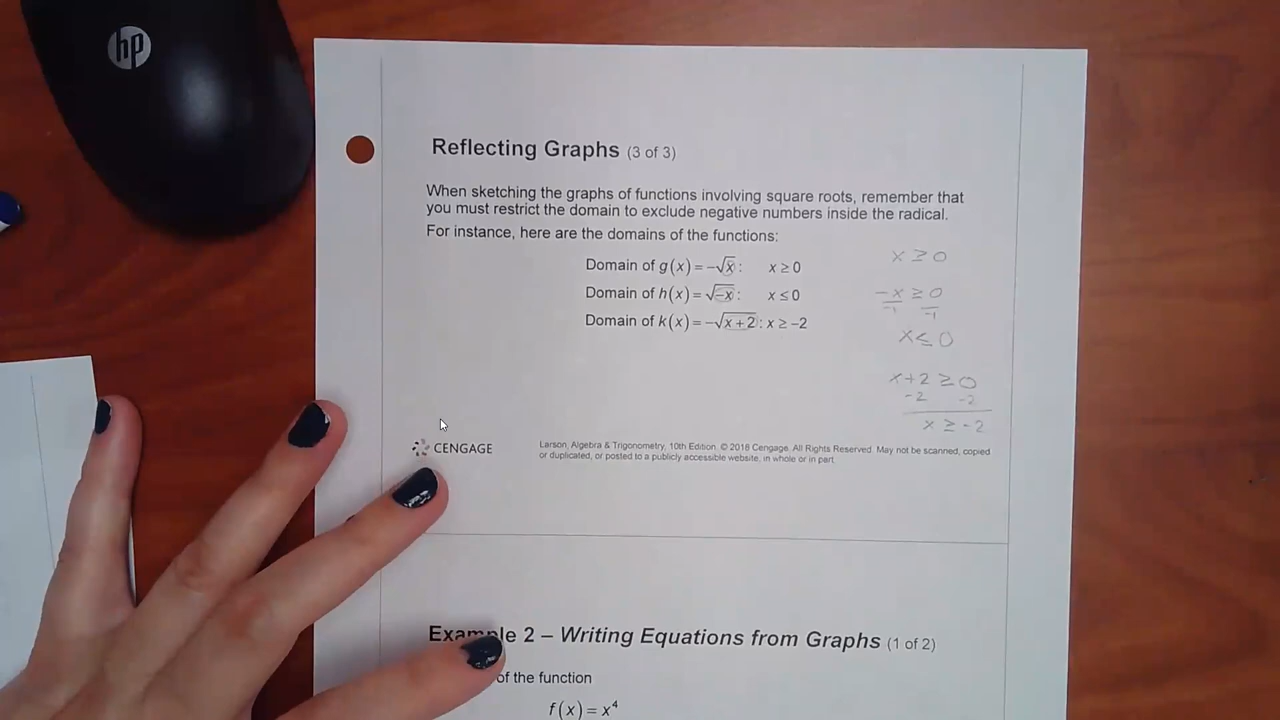 hp
Reflecting Graphs (3 of 3)
When sketching the graphs of functions involving square roots, remember that
you must restrict the domain to exclude negative numbers inside the radical.
For instance, here are the domains of the functions:
Domain of g(x) = −√x: x ≥ 0
Domain of h(x) = √−x: x ≤ 0
Domain of k(x) = −√x+2: x ≥ −2
x ≥ 0
−x ≥ 0
−1 −1
x ≤ 0
x+2 ≥ 0
-2 -2
x ≥ -2
CENGAGE
Larson, Algebra & Trigonometry, 10th Edition. © 2018 Cengage. All Rights Reserved. May not be scanned, copied
or duplicated, or posted to a publicly accessible website, in whole or in part.
Example 2 – Writing Equations from Graphs (1 of 2)
of the function
f(x) = x⁴